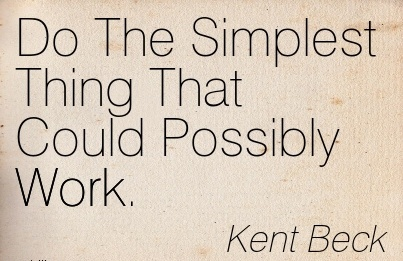 Do The Simplest
Thing That
Could Possibly
Work.
Kent Beck